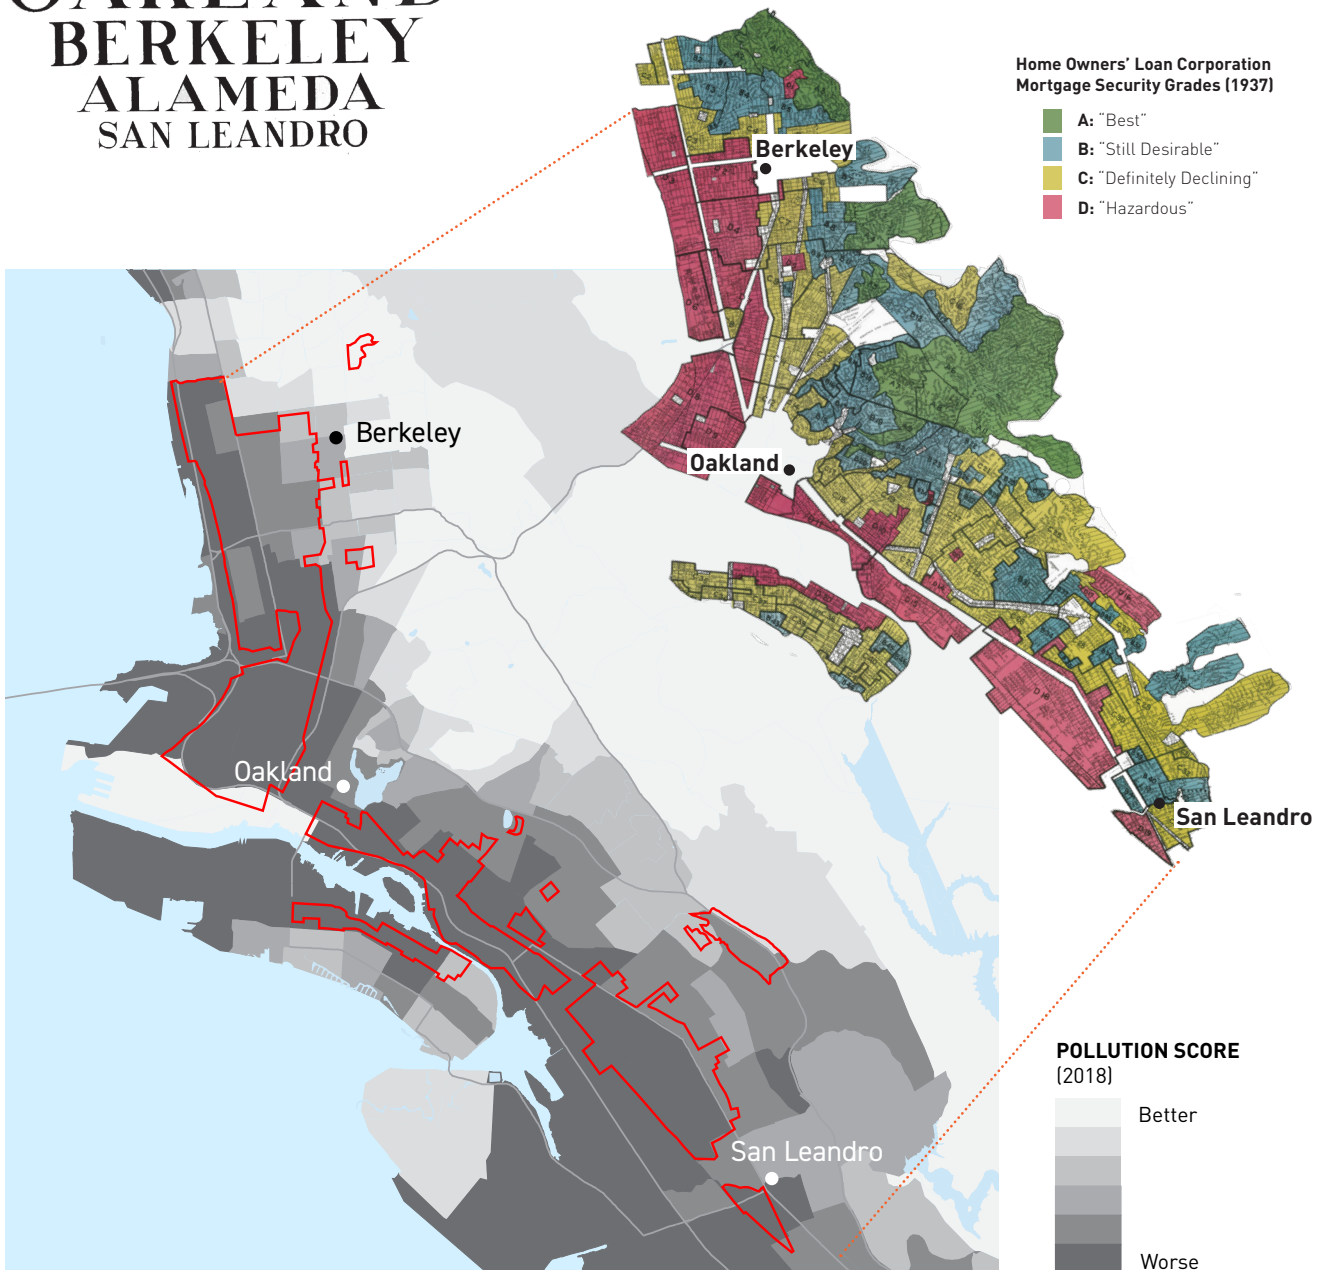 OAKLAND
BERKELEY
ALAMEDA
SAN LEANDRO
Home Owners' Loan Corporation
Mortgage Security Grades (1937)
A: "Best"
B: "Still Desirable"
C: "Definitely Declining"
D: "Hazardous"
Berkeley
Oakland
San Leandro
Berkeley
Oakland
San Leandro
POLLUTION SCORE
(2018)
Better
Worse